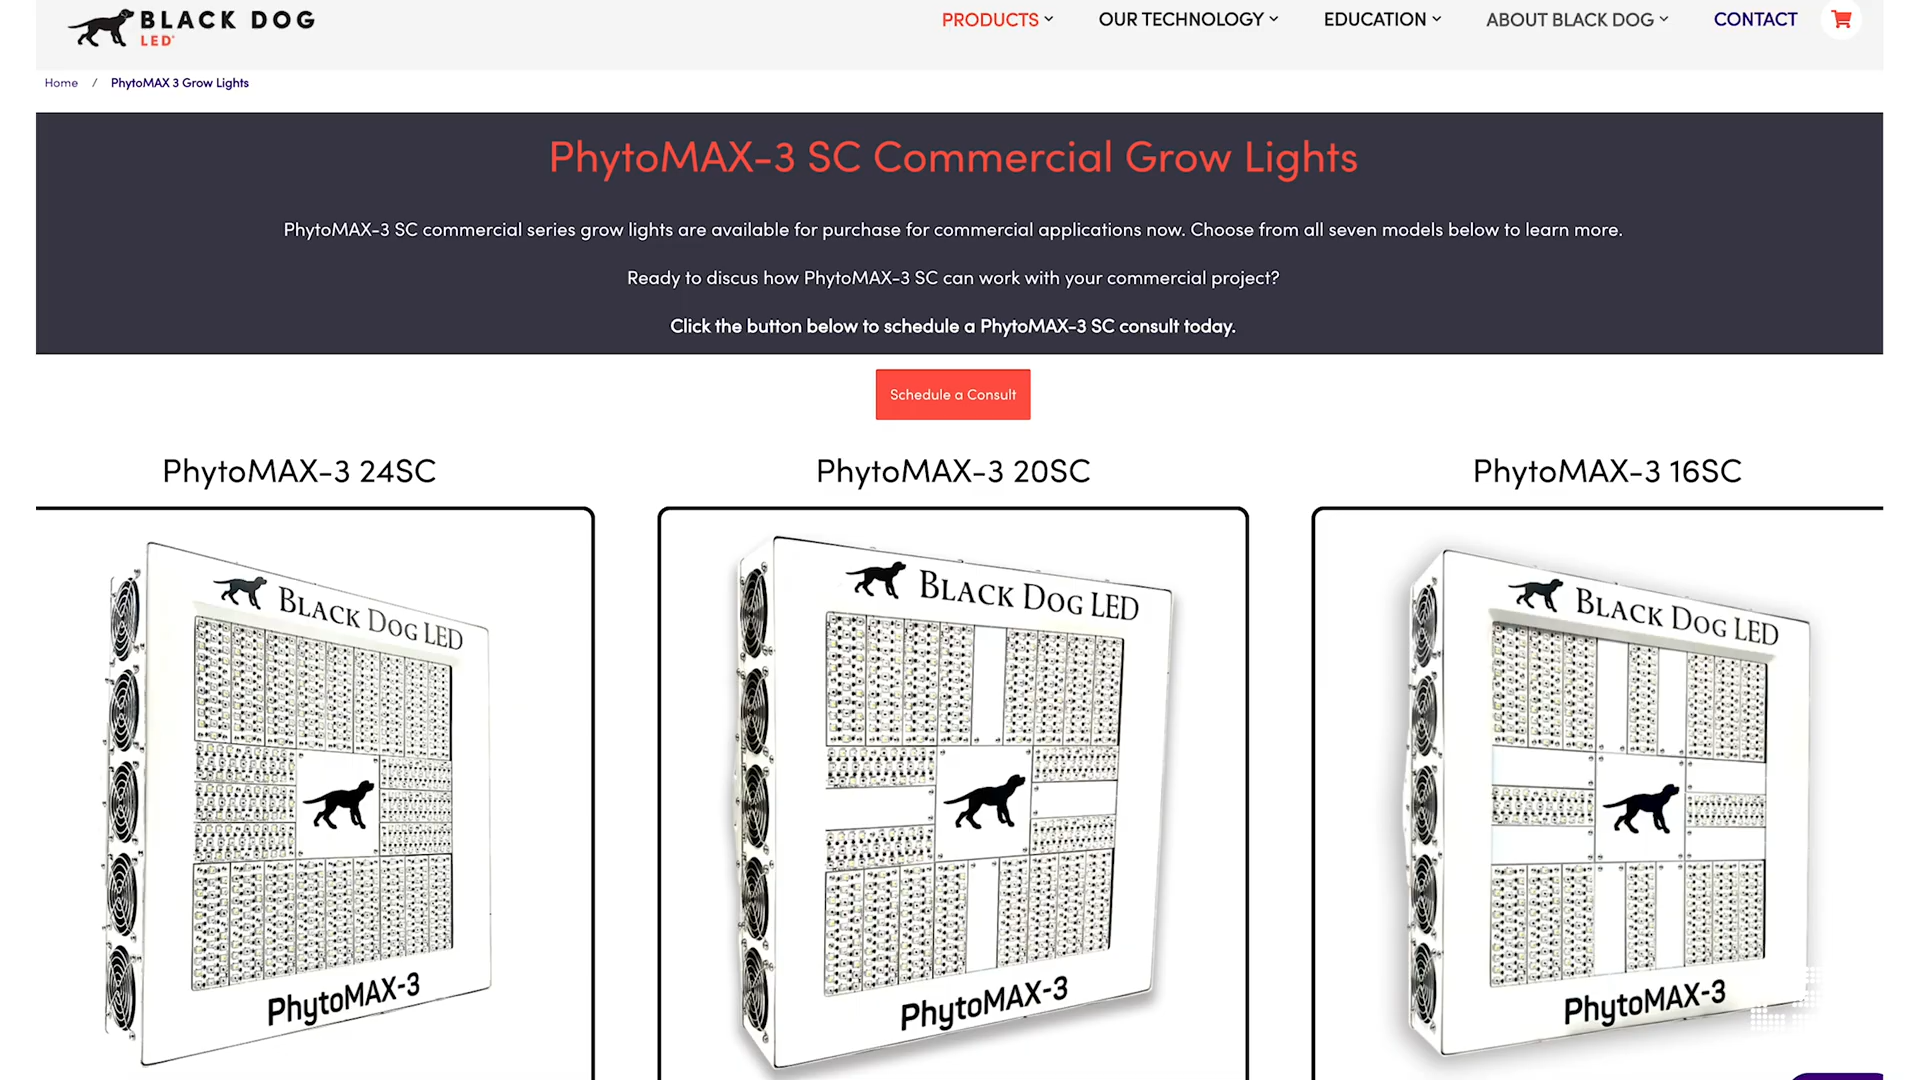 BLACK DOG
LED
PRODUCTS
OUR TECHNOLOGY
EDUCATION
ABOUT BLACK DOG
CONTACT
Home / PhytoMAX 3 Grow Lights
PhytoMAX-3 SC Commercial Grow Lights
PhytoMAX-3 SC commercial series grow lights are available for purchase for commercial applications now. Choose from all seven models below to learn more.
Ready to discus how PhytoMAX-3 SC can work with your commercial project?
Click the button below to schedule a PhytoMAX-3 SC consult today.
Schedule a Consult
PhytoMAX-3 24SC
PhytoMAX-3 20SC
PhytoMAX-3 16SC
BLACK DOG LED
BLACK DOG LED
BLACK DOG LED
PhytoMAX-3
PhytoMAX-3
PhytoMAX-3